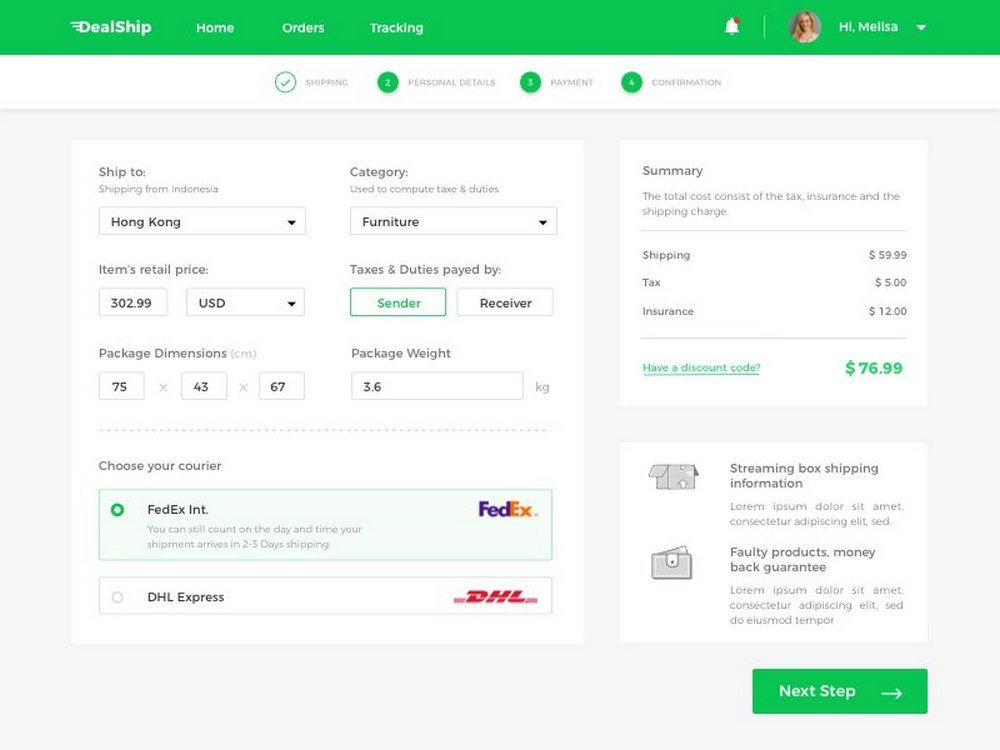 DealShip
Home
Orders
Tracking
Hi, Melisa
SHIPPING
2 PERSONAL DETAILS
3 PAYMENT
4 CONFIRMATION
Ship to:
Shipping from Indonesia
Hong Kong
Category:
Used to compute taxe & duties
Furniture
Item's retail price:
302.99
USD
Taxes & Duties payed by:
Sender
Receiver
Package Dimensions (cm)
75 × 43 × 67
Package Weight
3.6 kg
Choose your courier
FedEx Int.
You can still count on the day and time your
shipment arrives in 2-3 Days shipping.
FedEx
DHL Express
DHL
Summary
The total cost consist of the tax, insurance and the
shipping charge.
Shipping $ 59.99
Tax $ 5.00
Insurance $ 12.00
Have a discount code? $ 76.99
Streaming box shipping
information
Lorem ipsum dolor sit amet,
consectetur adipiscing elit, sed.
Faulty products, money
back guarantee
Lorem ipsum dolor sit amet,
consectetur adipiscing elit, sed
do eiusmod tempor
Next Step